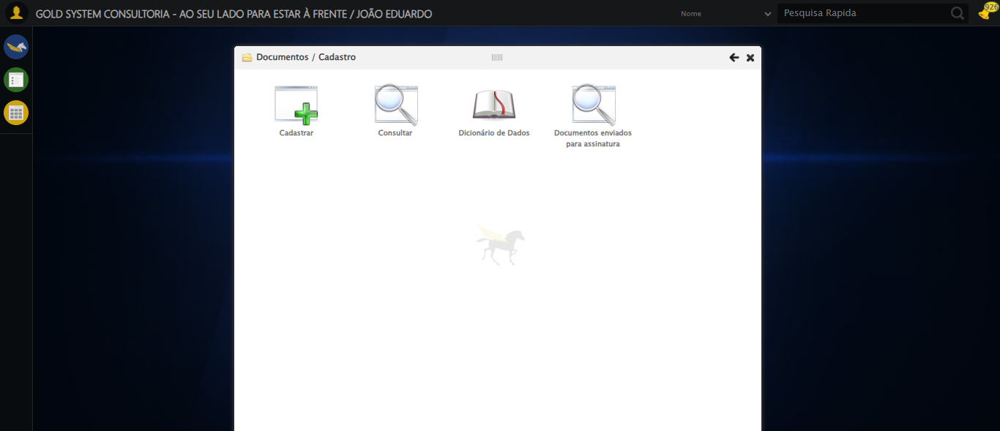 GOLD SYSTEM CONSULTORIA - AO SEU LADO PARA ESTAR À FRENTE / JOÃO EDUARDO
Nome
Pesquisa Rapida
926
Documentos / Cadastro
Cadastrar
Consultar
Dicionário de Dados
Documentos enviados
para assinatura